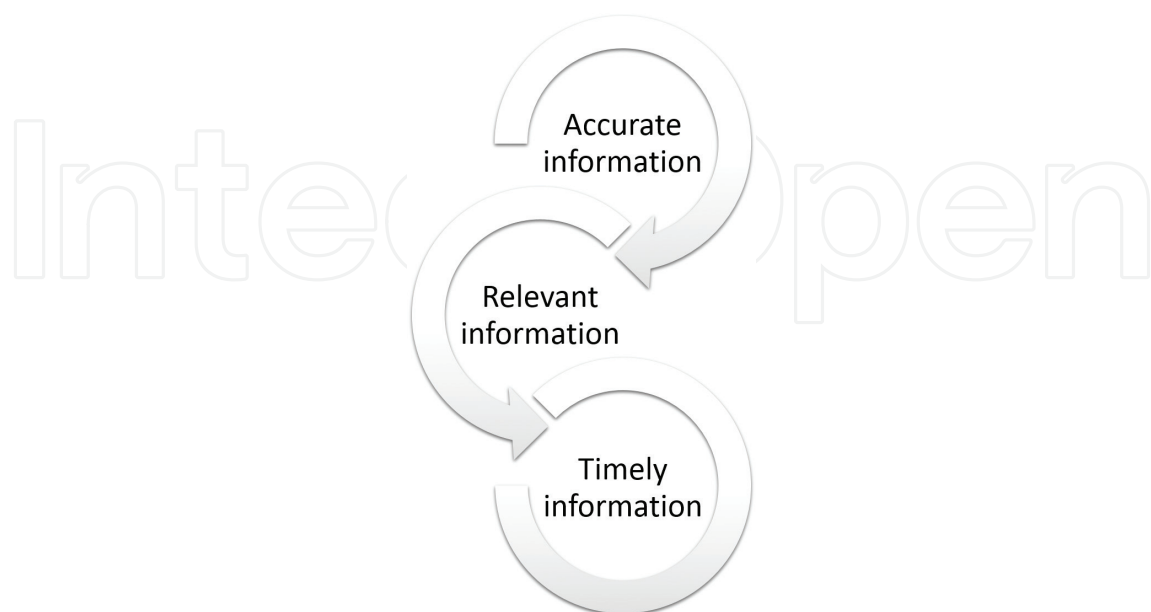 Accurate
information
Relevant
information
Timely
information